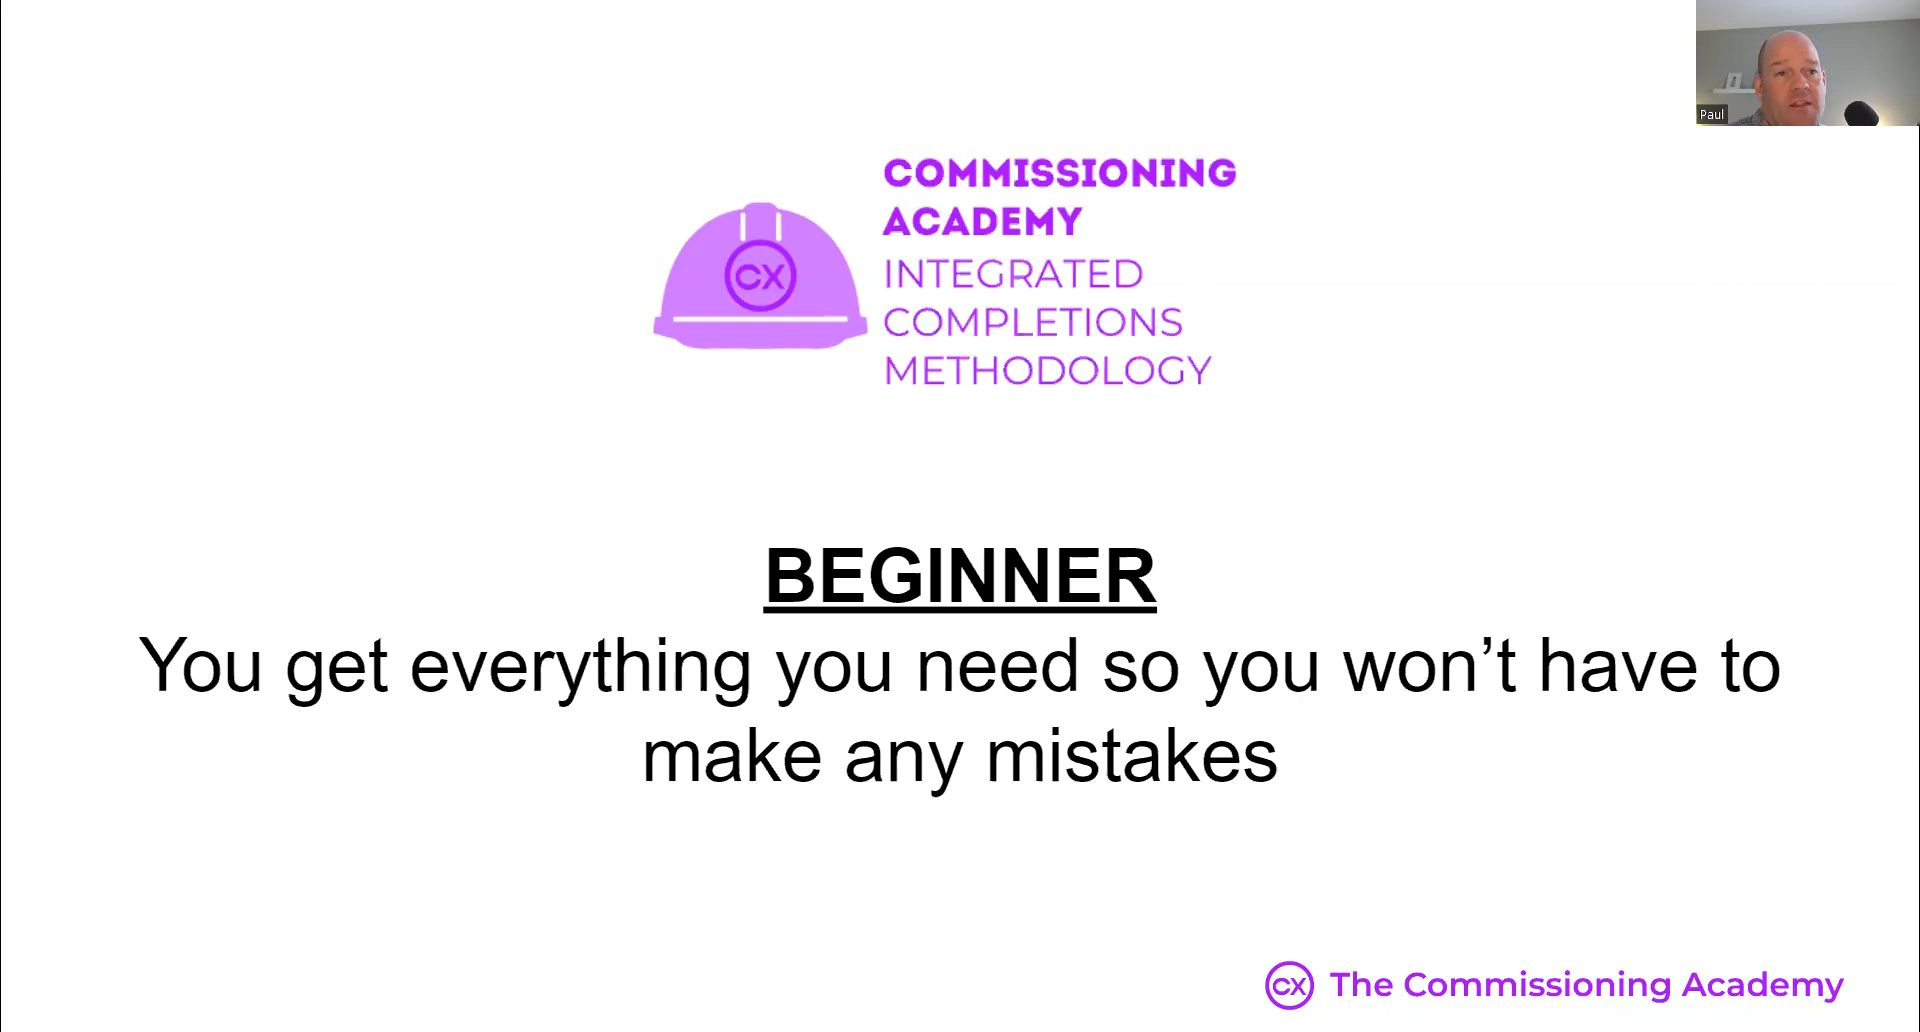 Paul
COMMISSIONING
ACADEMY
INTEGRATED
COMPLETIONS
METHODOLOGY
CX
BEGINNER
You get everything you need so you won’t have to
make any mistakes
CX The Commissioning Academy